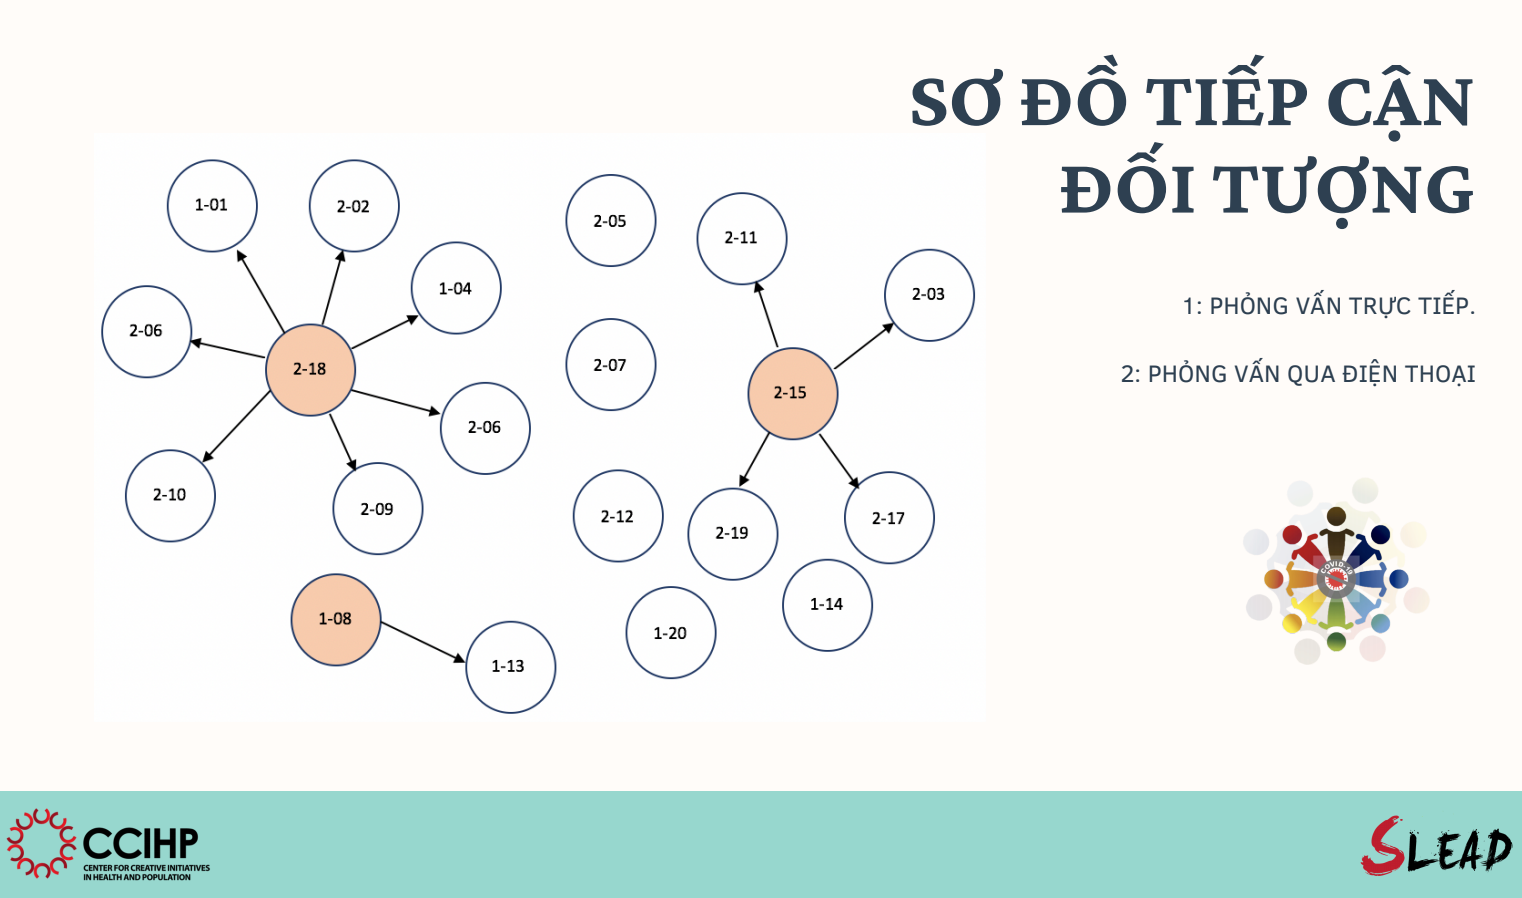 SƠ ĐỒ TIẾP CẬN
ĐỐI TƯỢNG
1: PHỎNG VẤN TRỰC TIẾP.
2: PHỎNG VẤN QUA ĐIỆN THOẠI
1-01
2-02
1-04
2-06
2-18
2-06
2-10
2-09
1-08
1-13
2-05
2-07
2-12
1-20
2-11
2-03
2-15
2-19
2-17
1-14
COVID-19
CCIHP
CENTER FOR CREATIVE INITIATIVES
IN HEALTH AND POPULATION
SLEAD